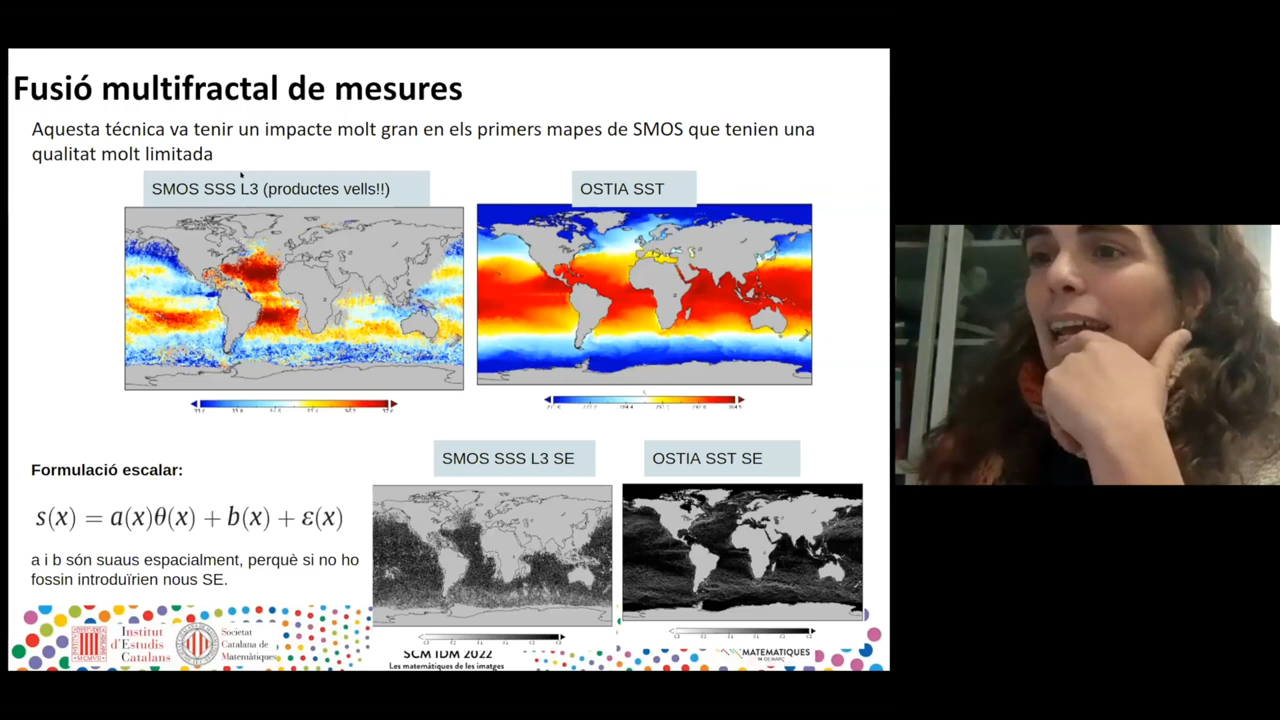 Fusió multifractal de mesures
Aquesta técnica va tenir un impacte molt gran en els primers mapes de SMOS que tenien una
qualitat molt limitada
SMOS SSS L3 (productes vells!!)
OSTIA SST
SMOS SSS L3 SE
OSTIA SST SE
Formulació escalar:
s(x) = a(x)θ(x) + b(x) + ε(x)
a i b són suaus espacialment, perquè si no ho
fossin introduïrien nous SE.
Institut
d'Estudis
Catalans
Societat
Catalana de
Matemàtiques
SCM IDM 2022
Les matemàtiques de les imatges
MATEMÀTIQUES